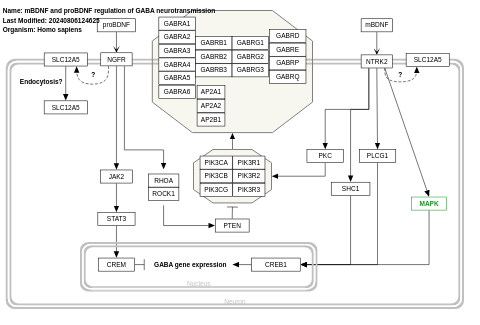 Name: mBDNF and proBDNF regulation of GABA neurotransmission
Last Modified: 20240806124625
Organism: Homo sapiens
proBDNF
mBDNF
GABRA1
GABRA2
GABRA3
GABRA4
GABRA5
GABRA6
GABRB1
GABRB2
GABRB3
GABRG1
GABRG2
GABRG3
GABRD
GABRE
GABRP
GABRQ
AP2A1
AP2A2
AP2B1
SLC12A5
NGFR
NTRK2
SLC12A5
?
?
Endocytosis?
SLC12A5
PIK3CA
PIK3CB
PIK3CG
PIK3R1
PIK3R2
PIK3R3
PKC
PLCG1
JAK2
RHOA
ROCK1
SHC1
MAPK
STAT3
PTEN
CREM
GABA gene expression
CREB1
Nucleus
Neuron